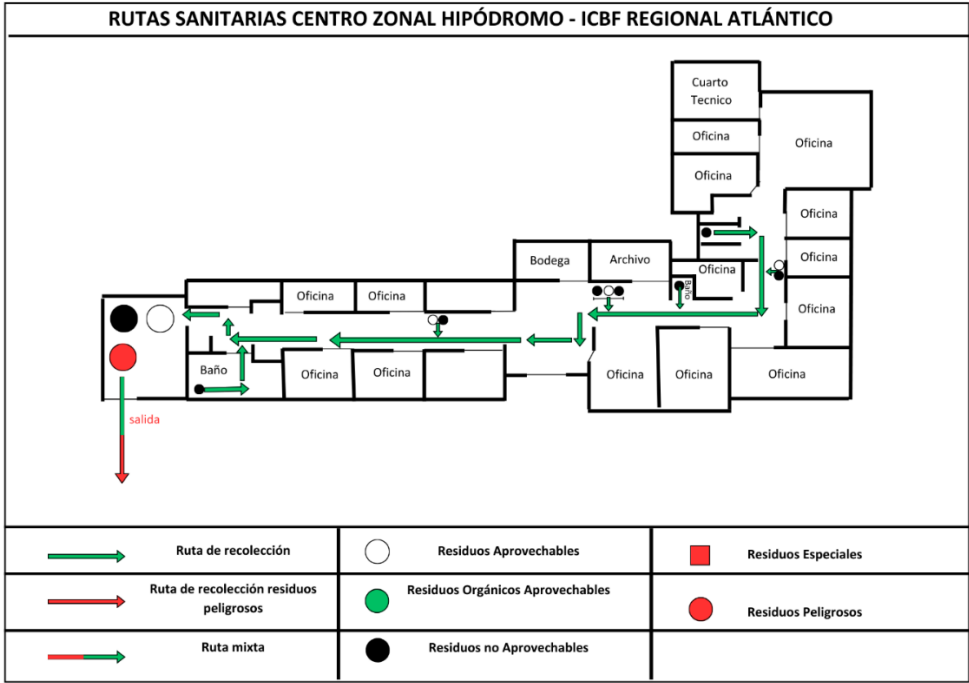 RUTAS SANITARIAS CENTRO ZONAL HIPÓDROMO - ICBF REGIONAL ATLÁNTICO
Cuarto
Tecnico
Oficina
Oficina
Oficina
Oficina
Oficina
Bodega
Archivo
Oficina
Baño
Oficina
Oficina
Oficina
Baño
Oficina
Oficina
Oficina
Oficina
Oficina
salida
Ruta de recolección
Residuos Aprovechables
Residuos Especiales
Ruta de recolección residuos
peligrosos
Residuos Orgánicos Aprovechables
Residuos Peligrosos
Ruta mixta
Residuos no Aprovechables